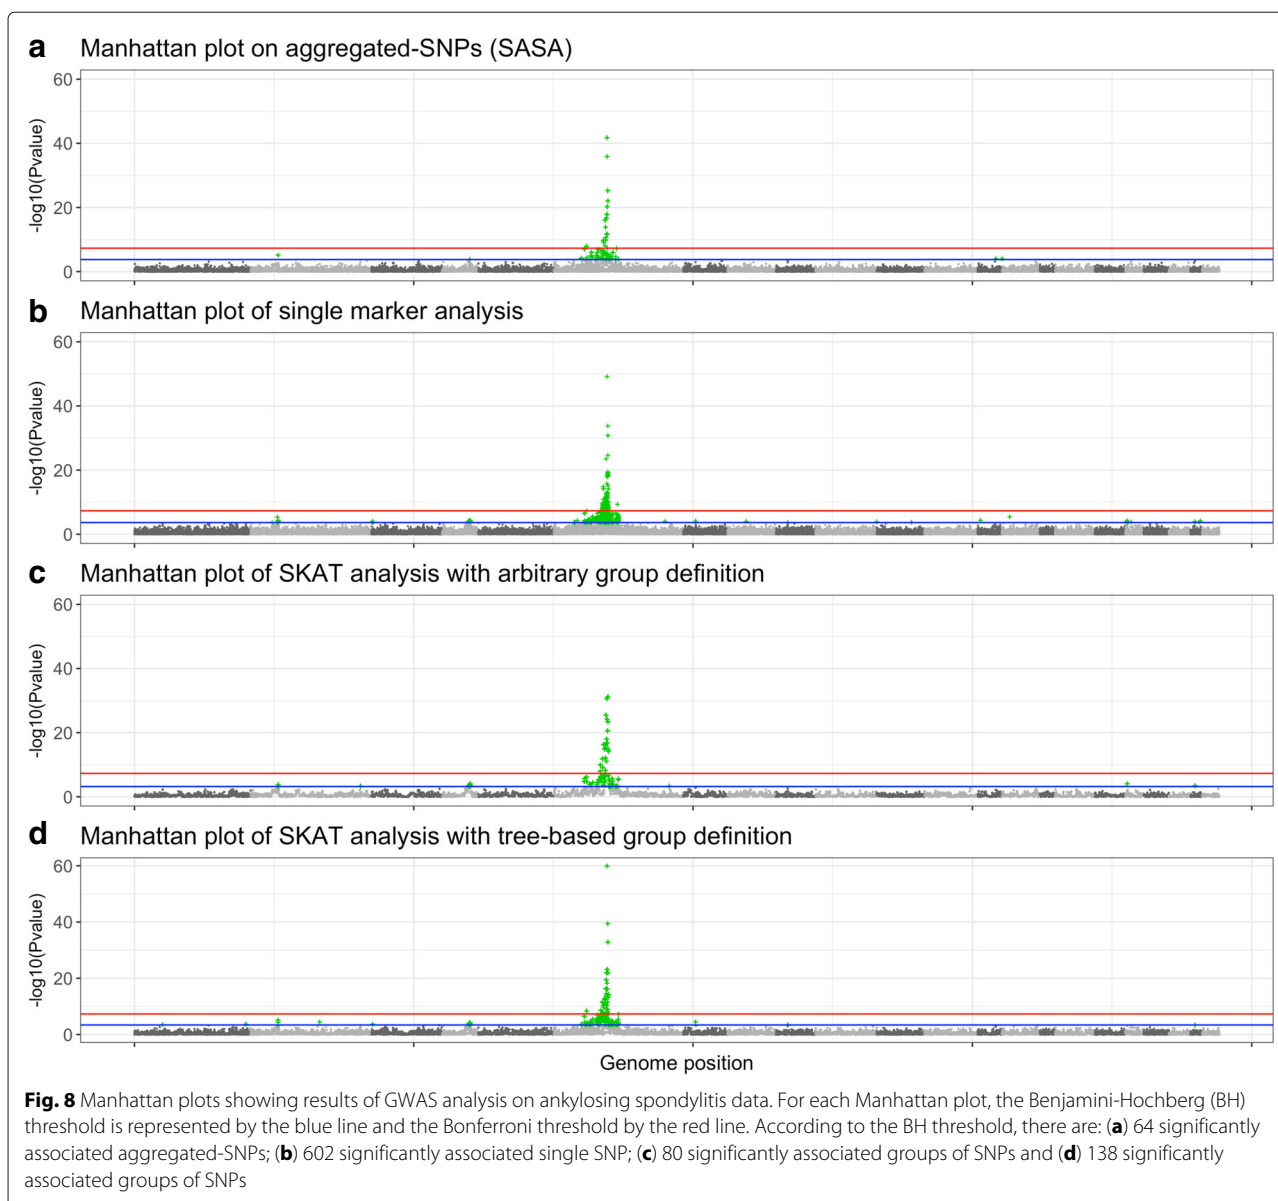 a Manhattan plot on aggregated-SNPs (SASA)
60
40
20
0
-log10(Pvalue)
b Manhattan plot of single marker analysis
60
40
20
0
-log10(Pvalue)
c Manhattan plot of SKAT analysis with arbitrary group definition
60
40
20
0
-log10(Pvalue)
d Manhattan plot of SKAT analysis with tree-based group definition
60
40
20
0
-log10(Pvalue)
Genome position
Fig. 8 Manhattan plots showing results of GWAS analysis on ankylosing spondylitis data. For each Manhattan plot, the Benjamini-Hochberg (BH)
threshold is represented by the blue line and the Bonferroni threshold by the red line. According to the BH threshold, there are: (a) 64 significantly
associated aggregated-SNPs; (b) 602 significantly associated single SNP; (c) 80 significantly associated groups of SNPs and (d) 138 significantly
associated groups of SNPs